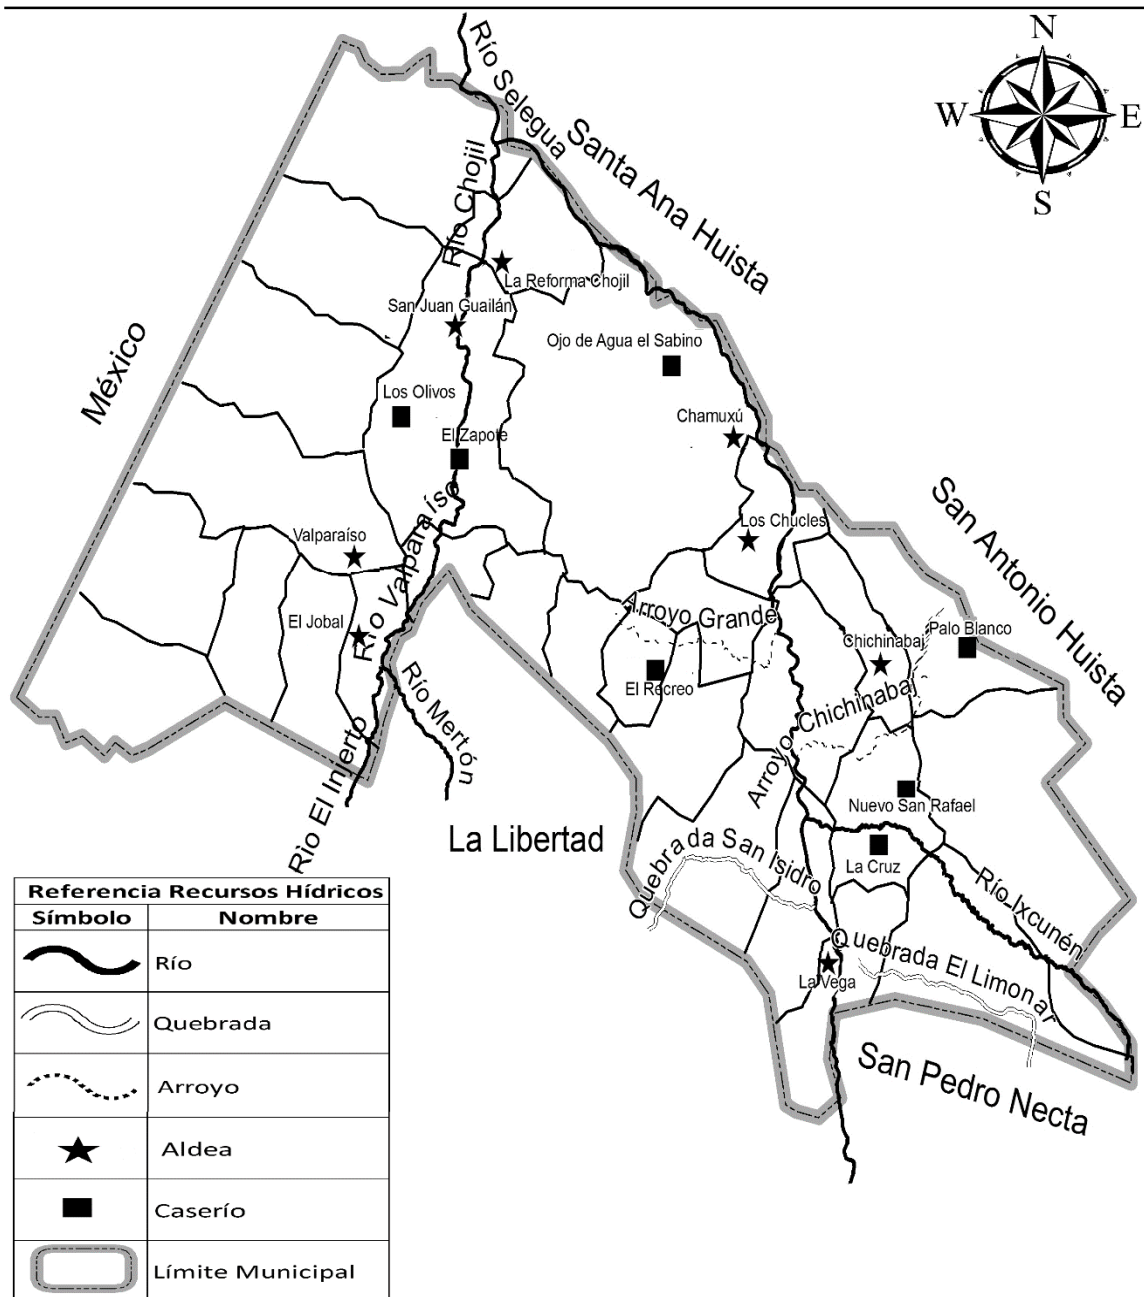 N
W
E
S
Río Selegua
Santa Ana Huista
Río Chojil
La Reforma Chojil
San Juan Guailán
México
Ojo de Agua el Sabino
Los Olivos
Chamuxú
El Zapote
San Antonio Huista
Los Chucles
Valparaíso
Río Valparaíso
El Jobal
Arroyo Grande
Palo Blanco
Chichinabaj
El Recreo
Río Mertón
Arroyo Chichinabaj
Rio El Injerto
Nuevo San Rafael
La Libertad
La Cruz
Quebrada San Isidro
Río Ixcunén
Quebrada El Limonar
La Vega
San Pedro Necta
Referencia Recursos Hídricos
Símbolo Nombre
Río
Quebrada
Arroyo
Aldea
Caserío
Límite Municipal